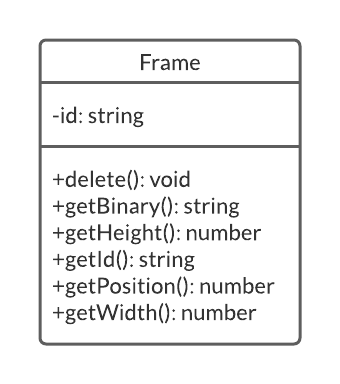 Frame
-id: string
+delete(): void
+getBinary(): string
+getHeight(): number
+getId(): string
+getPosition(): number
+getWidth(): number